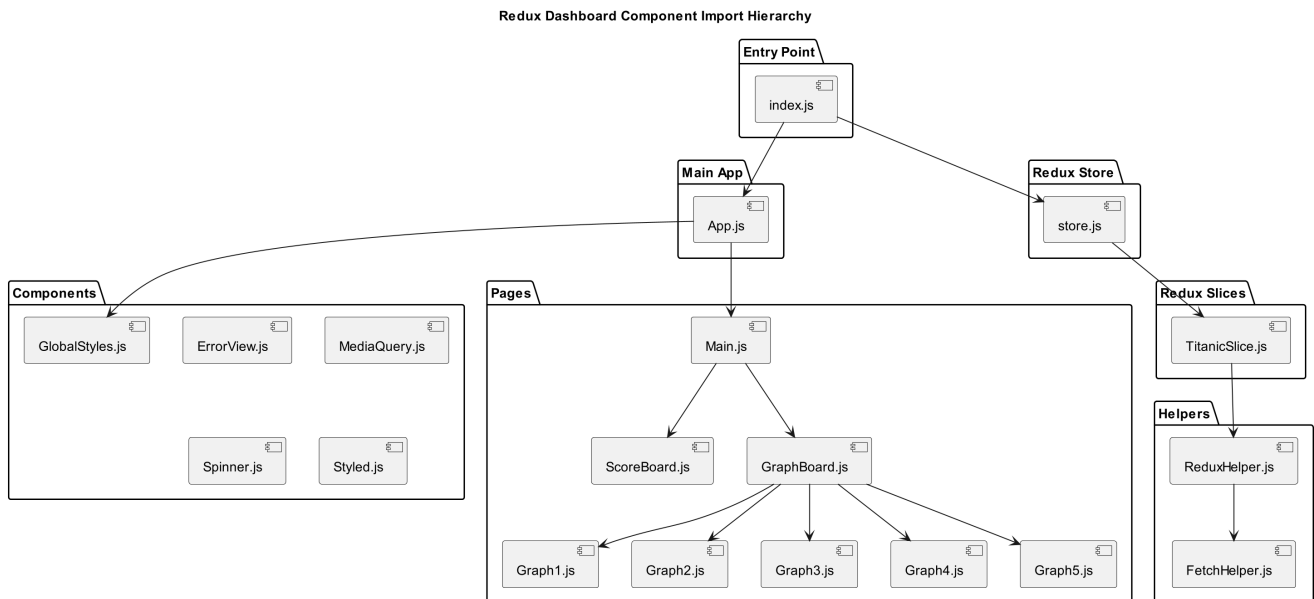 Redux Dashboard Component Import Hierarchy
Entry Point
index.js
Main App
App.js
Redux Store
store.js
Components
GlobalStyles.js
ErrorView.js
MediaQuery.js
Spinner.js
Styled.js
Pages
Main.js
ScoreBoard.js
GraphBoard.js
Graph1.js
Graph2.js
Graph3.js
Graph4.js
Graph5.js
Redux Slices
TitanicSlice.js
Helpers
ReduxHelper.js
FetchHelper.js